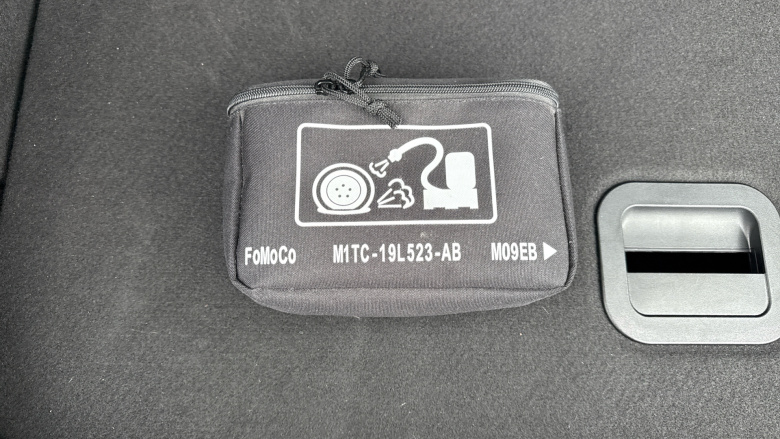 FoMoCo M1TC-19L523-AB M09EB ▶